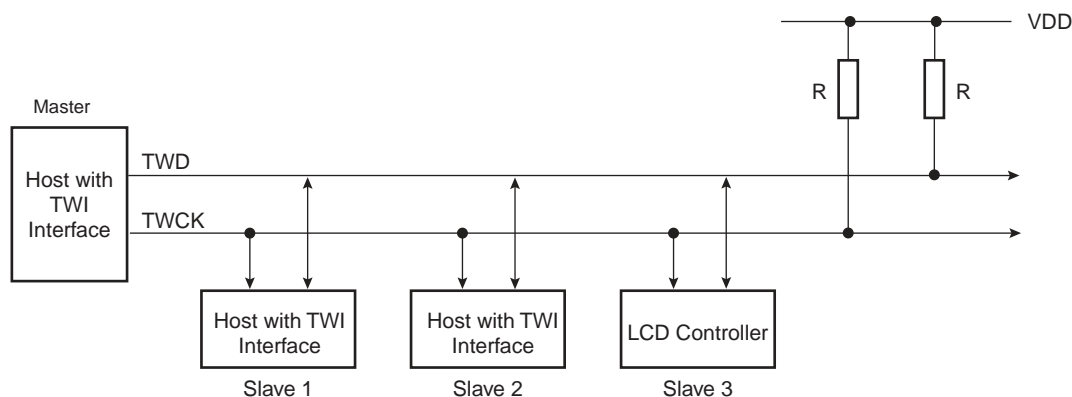 VDD
R
R
Master
Host with
TWI
Interface
TWD
TWCK
Host with TWI
Interface
Slave 1
Host with TWI
Interface
Slave 2
LCD Controller
Slave 3